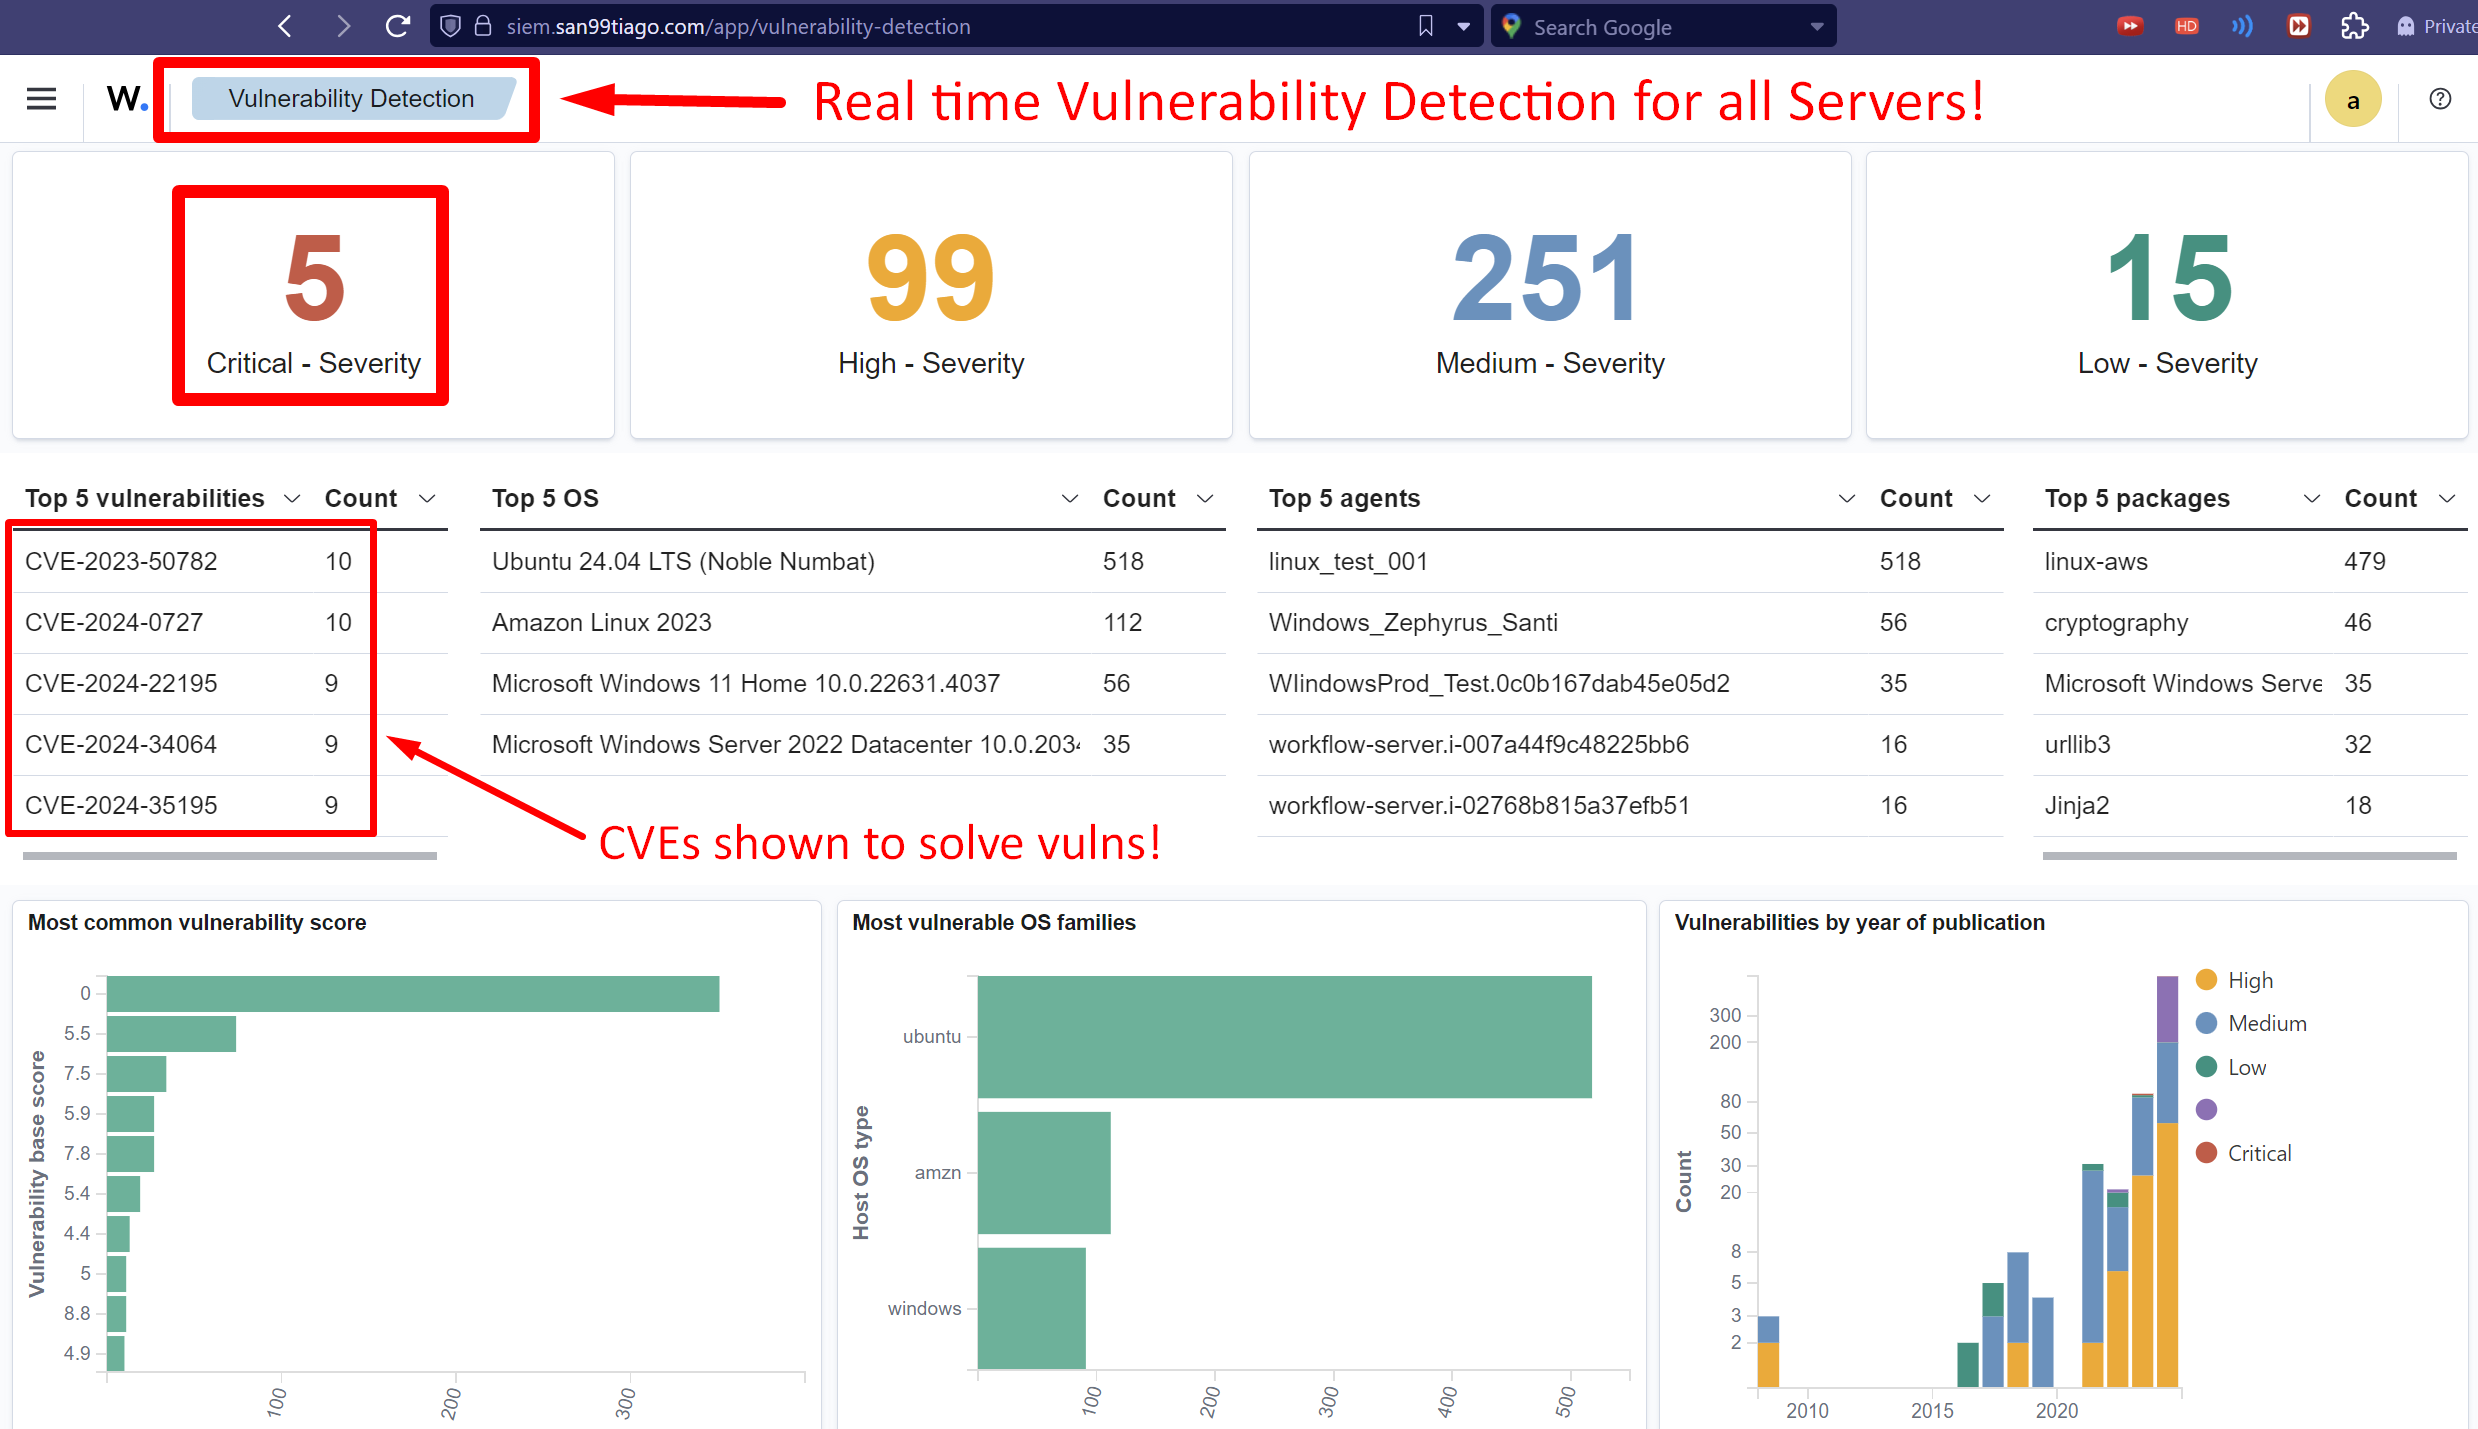 siem.san99tiago.com/app/vulnerability-detection
Search Google
HD
W.
Vulnerability Detection
Real time Vulnerability Detection for all Servers!
a
5
Critical - Severity
99
High - Severity
251
Medium - Severity
15
Low - Severity
Top 5 vulnerabilities Count
CVE-2023-50782 10
CVE-2024-0727 10
CVE-2024-22195 9
CVE-2024-34064 9
CVE-2024-35195 9
Top 5 OS Count
Ubuntu 24.04 LTS (Noble Numbat) 518
Amazon Linux 2023 112
Microsoft Windows 11 Home 10.0.22631.4037 56
Microsoft Windows Server 2022 Datacenter 35
Top 5 agents Count
linux_test_001 518
Windows_Zephyrus_Santi 56
WlindowsProd_Test.0c0b167dab45e05d2 35
workflow-server.i-007a44f9c48225bb6 16
workflow-server.i-02768b815a37efb51 16
Top 5 packages Count
linux-aws 479
cryptography 46
Microsoft Windows Serve 35
urllib3 32
Jinja2 18
CVEs shown to solve vulns!
Most common vulnerability score
Vulnerability base score
0
5.5
7.5
5.9
7.8
5.4
4.4
5
8.8
4.9
100 200 300
Most vulnerable OS families
Host OS type
ubuntu
amzn
windows
100 200 300 400 500
Vulnerabilities by year of publication
Count
300
200
80
50
30
20
8
5
3
2
2010 2015 2020
High
Medium
Low
Critical